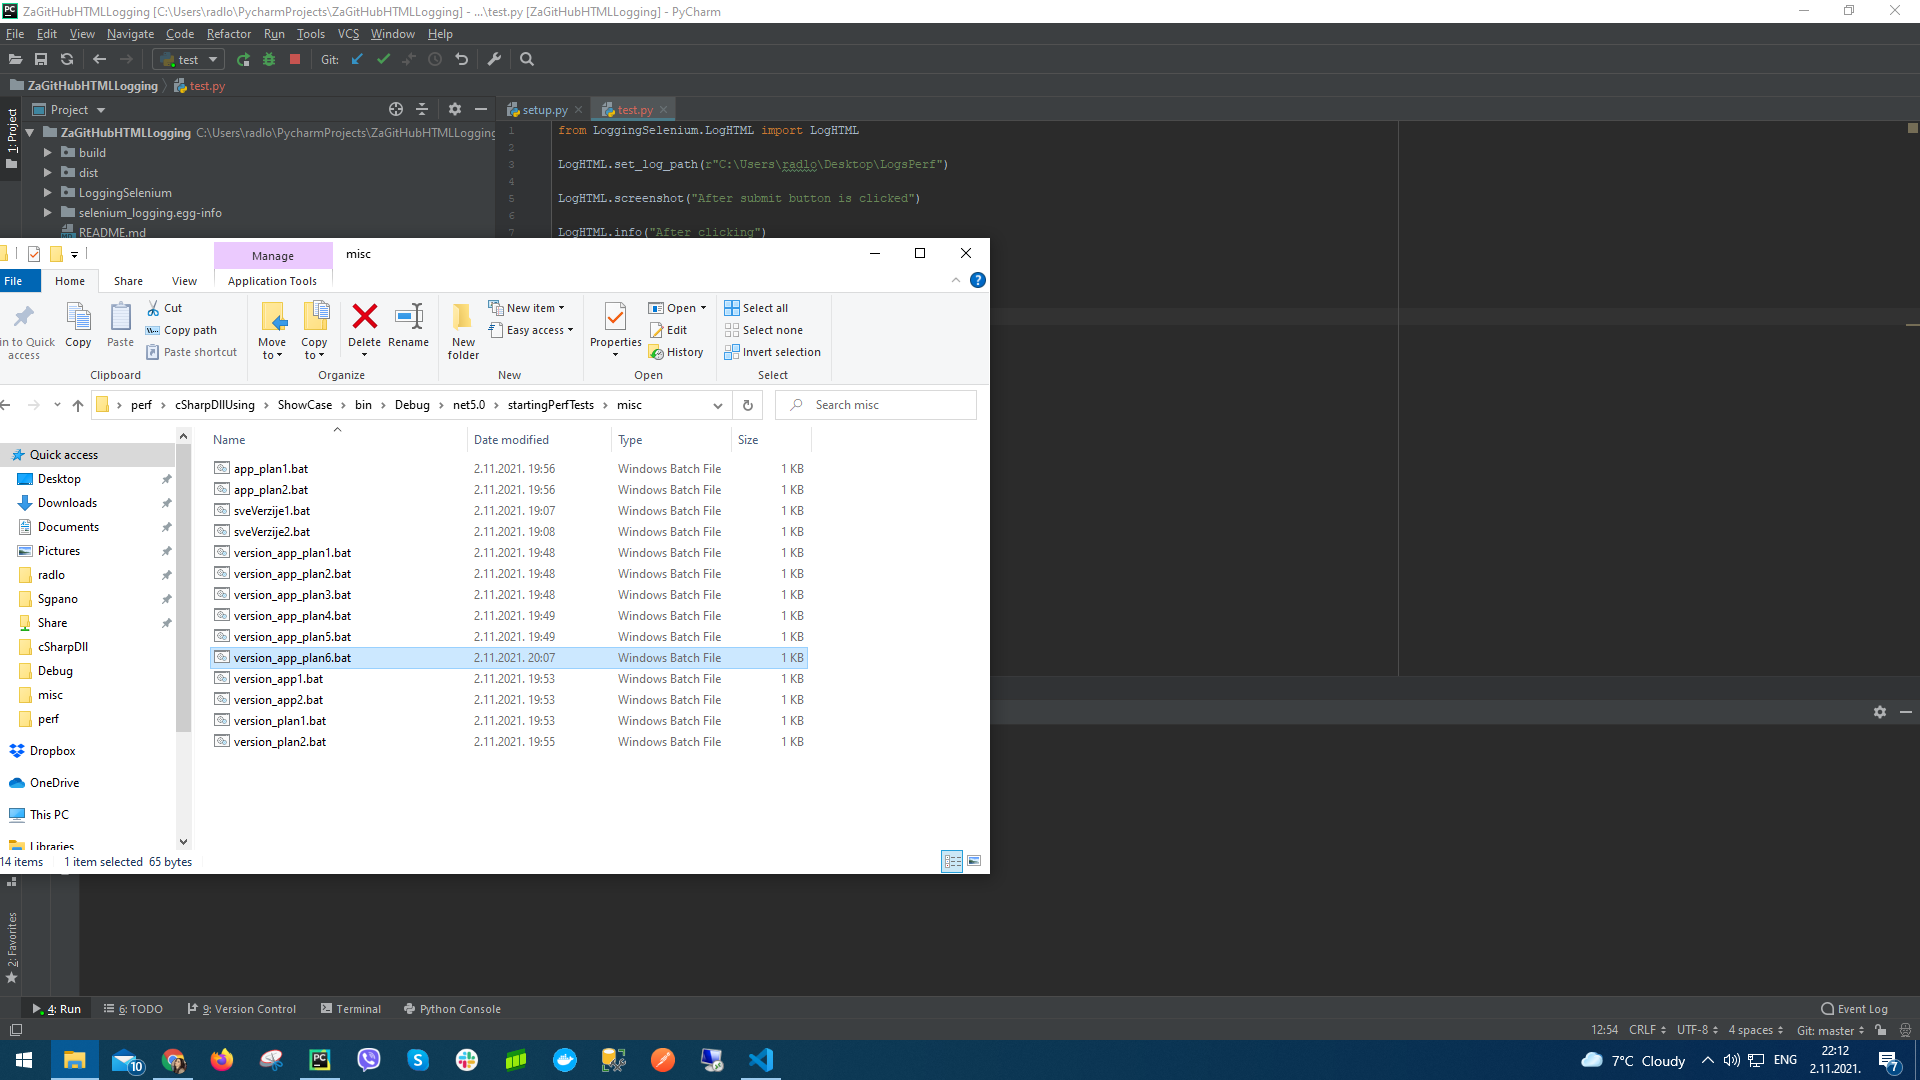 ZaGitHubHTMLLogging [C:\Users\radlo\PycharmProjects\ZaGitHubHTMLLogging] - ...\test.py [ZaGitHubHTMLLogging] - PyCharm
File Edit View Navigate Code Refactor Run Tools VCS Window Help
test Git:
ZaGitHubHTMLLogging test.py
1: Project
Project
setup.py test.py
ZaGitHubHTMLLogging C:\Users\radlo\PycharmProjects\ZaGitHubHTMLLogging
build
dist
LoggingSelenium
selenium_logging.egg-info
README.md
1 from LoggingSelenium.LogHTML import LogHTML
2
3 LogHTML.set_log_path(r"C:\Users\radlo\Desktop\LogsPerf")
4
5 LogHTML.screenshot("After submit button is clicked")
6
7 LogHTML.info("After clicking")
Manage misc
File Home Share View Application Tools
in to Quick access
Copy
Paste
Cut
Copy path
Paste shortcut
Clipboard
Move to
Copy to
Delete
Rename
Organize
New folder
New item
Easy access
New
Properties
Open
Edit
History
Open
Select all
Select none
Invert selection
Select
perf cSharpDllUsing ShowCase bin Debug net5.0 startingPerfTests misc
Search misc
Quick access
Desktop
Downloads
Documents
Pictures
radlo
Sgpano
Share
cSharpDll
Debug
misc
perf
Dropbox
OneDrive
This PC
Libraries
Name Date modified Type Size
app_plan1.bat 2.11.2021. 19:56 Windows Batch File 1 KB
app_plan2.bat 2.11.2021. 19:56 Windows Batch File 1 KB
sveVerzije1.bat 2.11.2021. 19:07 Windows Batch File 1 KB
sveVerzije2.bat 2.11.2021. 19:08 Windows Batch File 1 KB
version_app_plan1.bat 2.11.2021. 19:48 Windows Batch File 1 KB
version_app_plan2.bat 2.11.2021. 19:48 Windows Batch File 1 KB
version_app_plan3.bat 2.11.2021. 19:48 Windows Batch File 1 KB
version_app_plan4.bat 2.11.2021. 19:49 Windows Batch File 1 KB
version_app_plan5.bat 2.11.2021. 19:49 Windows Batch File 1 KB
version_app_plan6.bat 2.11.2021. 20:07 Windows Batch File 1 KB
version_app1.bat 2.11.2021. 19:53 Windows Batch File 1 KB
version_app2.bat 2.11.2021. 19:53 Windows Batch File 1 KB
version_plan1.bat 2.11.2021. 19:53 Windows Batch File 1 KB
version_plan2.bat 2.11.2021. 19:55 Windows Batch File 1 KB
14 items 1 item selected 65 bytes
2: Favorites
4: Run 6: TODO 9: Version Control Terminal Python Console Event Log
12:54 CRLF UTF-8 4 spaces Git: master
10 7°C Cloudy ENG 22:12 7
2.11.2021.